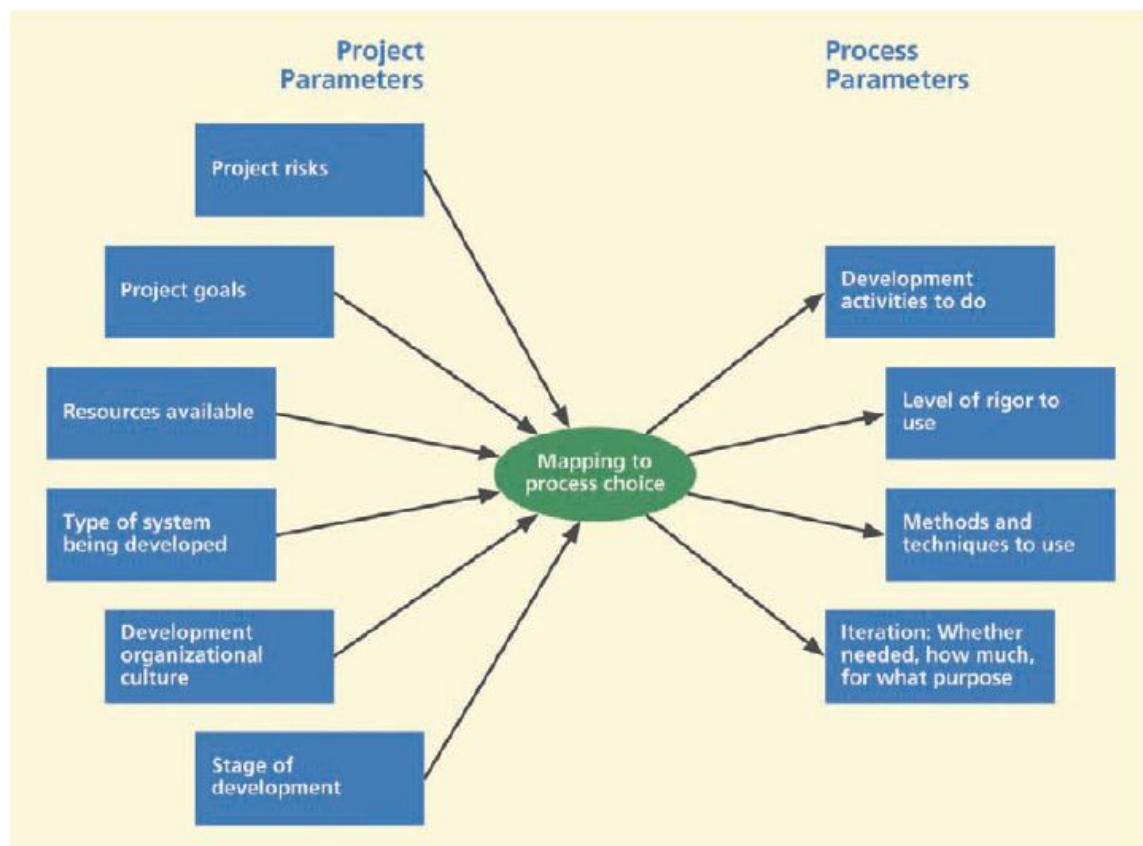 Project
Parameters
Process
Parameters
Project risks
Project goals
Resources available
Type of system
being developed
Development
organizational
culture
Stage of
development
Mapping to
process choice
Development
activities to do
Level of rigor to
use
Methods and
techniques to use
Iteration: Whether
needed, how much,
for what purpose